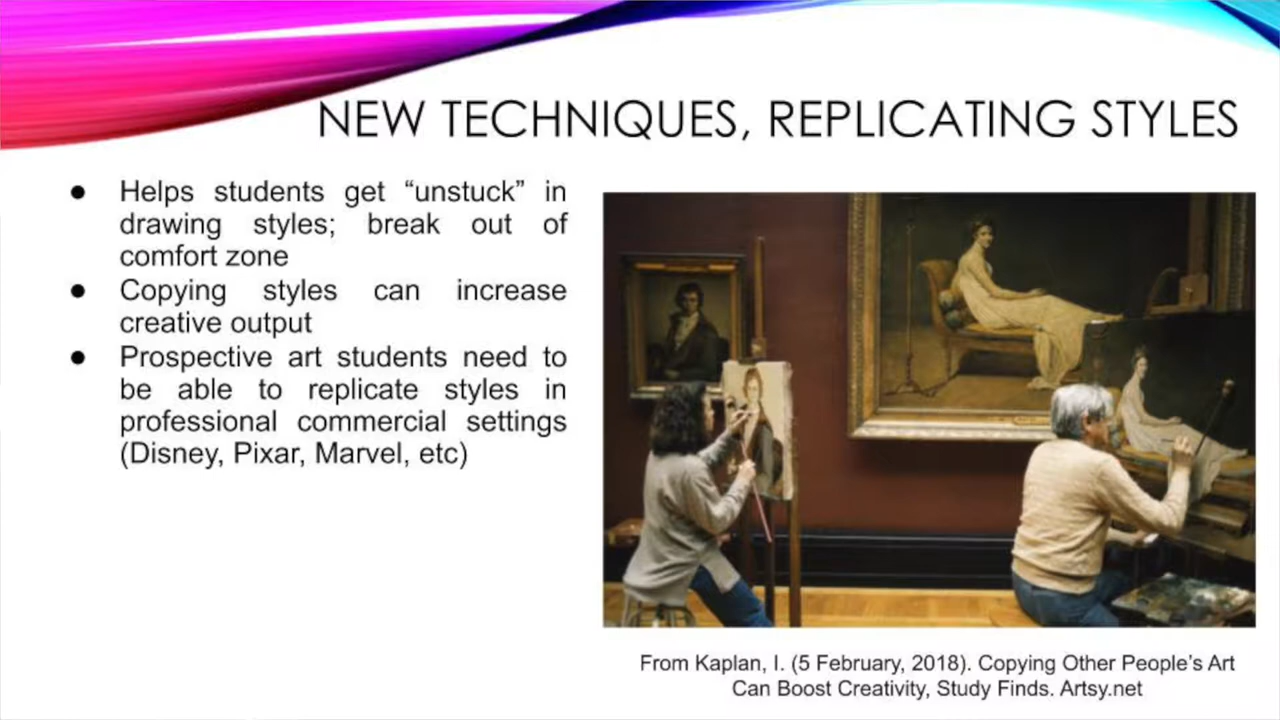 NEW TECHNIQUES, REPLICATING STYLES
● Helps students get “unstuck” in
drawing styles; break out of
comfort zone
● Copying styles can increase
creative output
● Prospective art students need to
be able to replicate styles in
professional commercial settings
(Disney, Pixar, Marvel, etc)
From Kaplan, I. (5 February, 2018). Copying Other People’s Art
Can Boost Creativity, Study Finds. Artsy.net